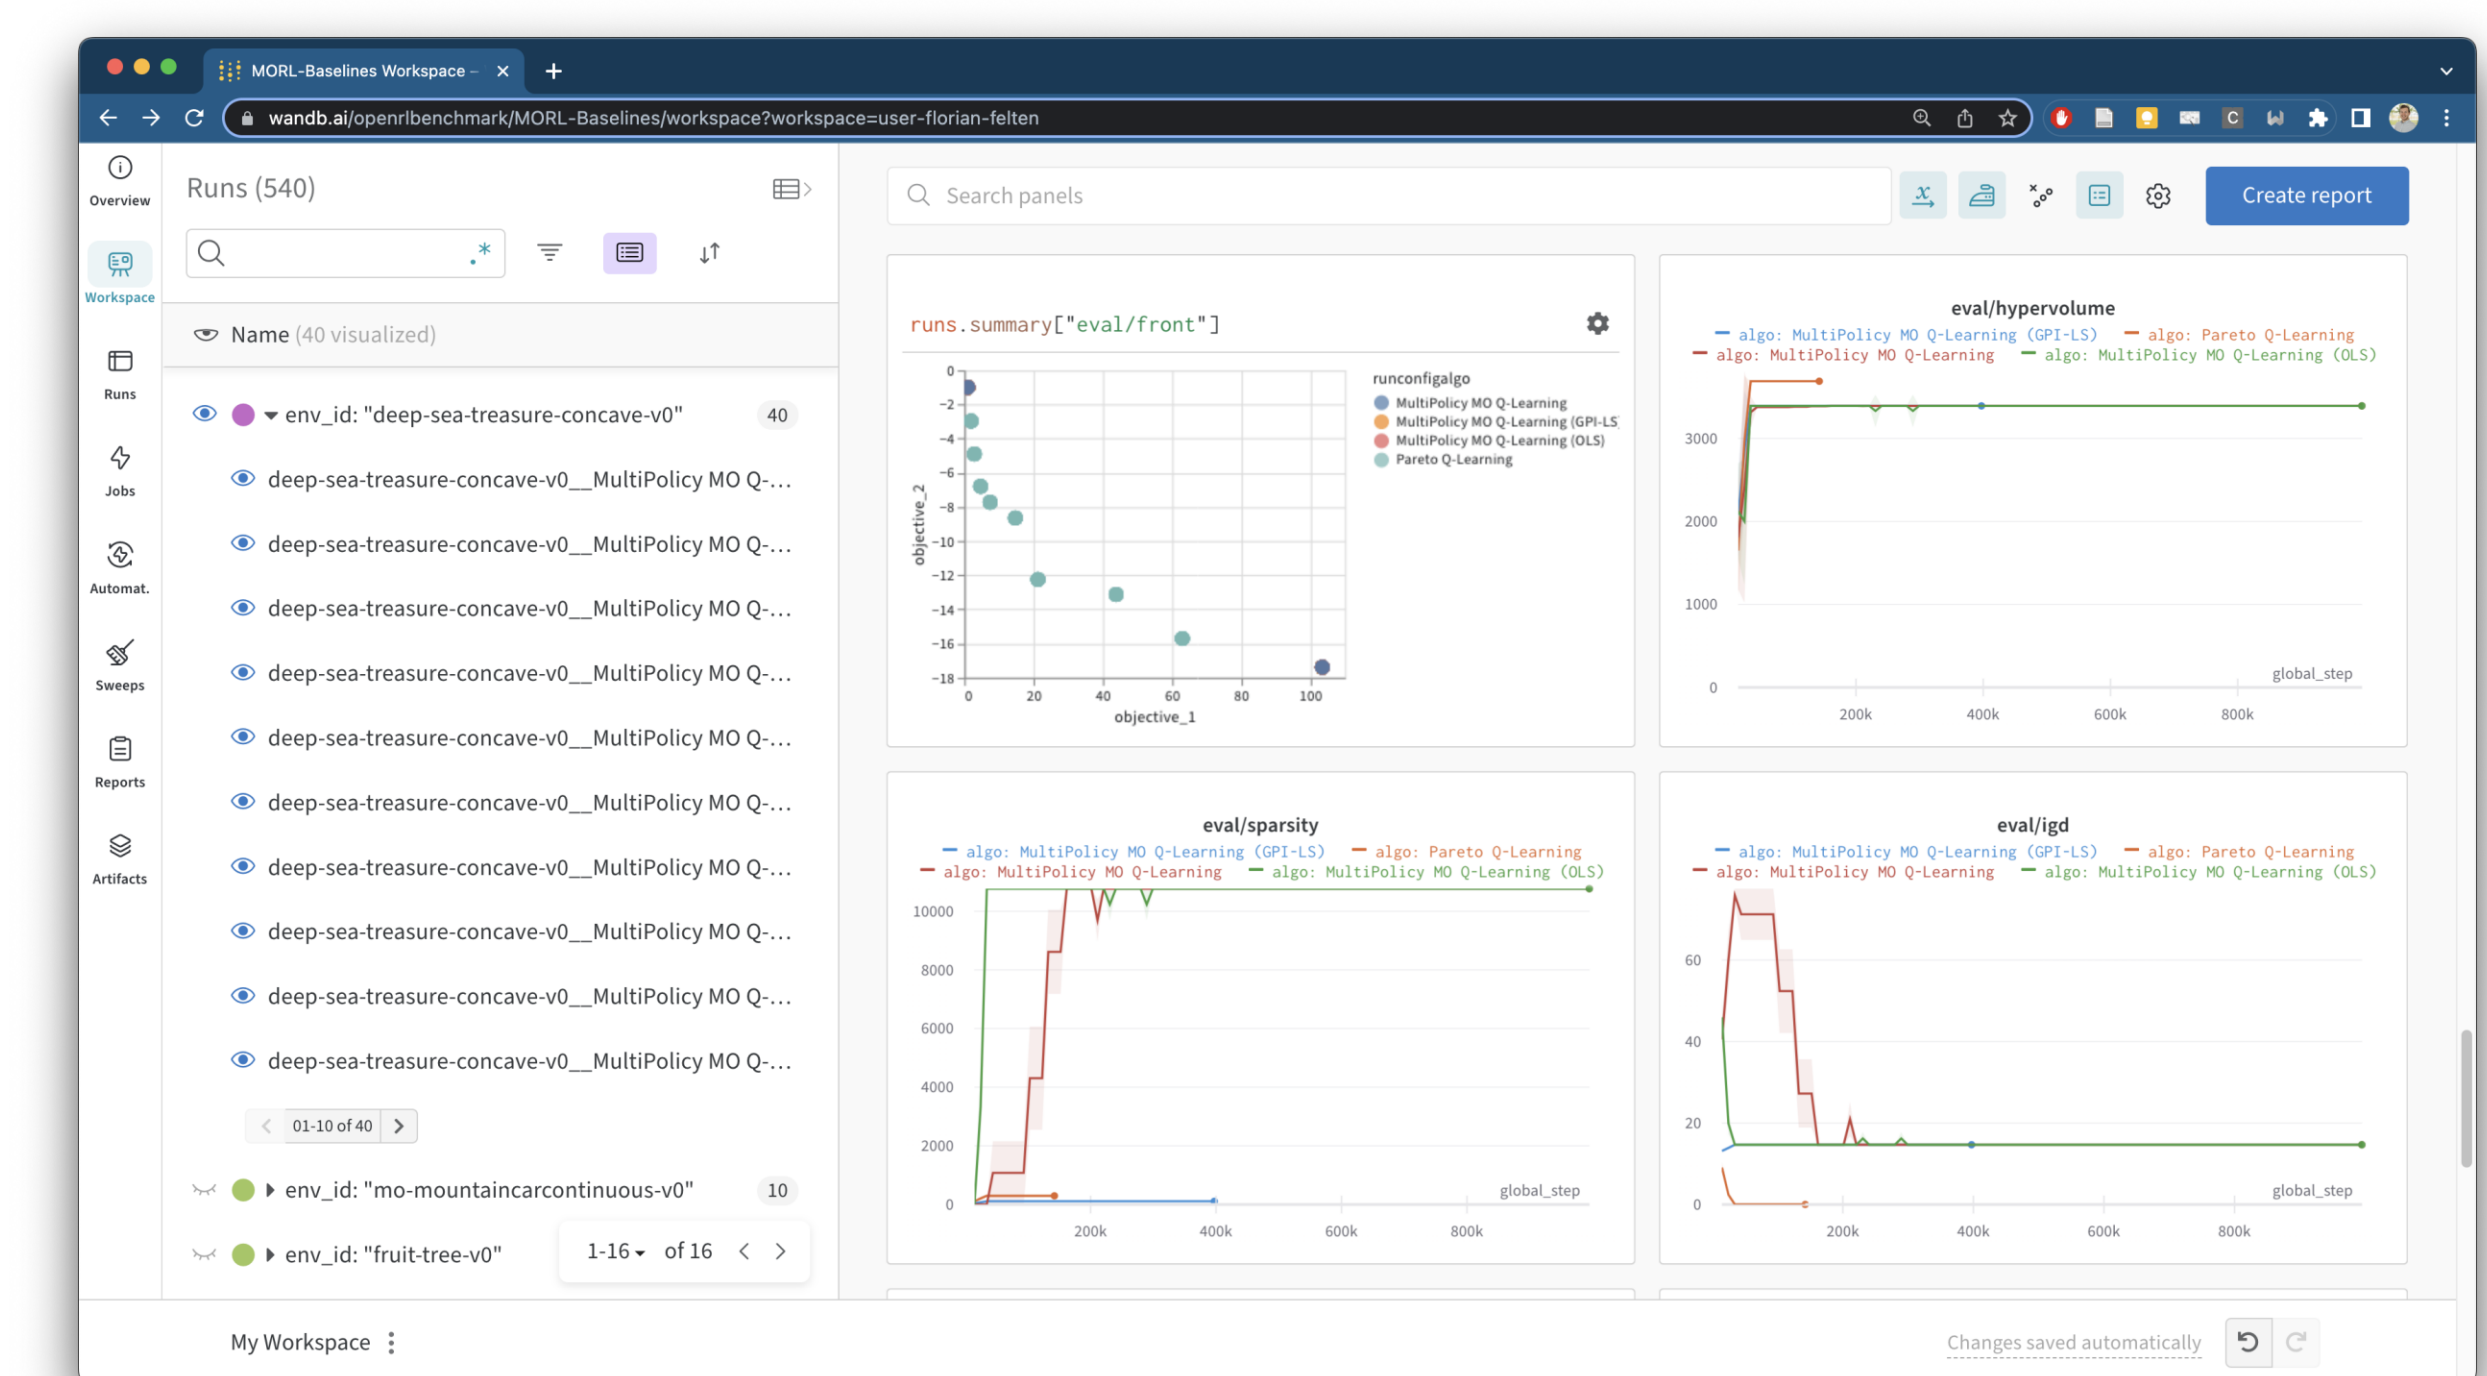 MORL-Baselines Workspace –
wandb.ai/openrlbenchmark/MORL-Baselines/workspace?workspace=user-florian-felten
Overview
Workspace
Runs
Jobs
Automat.
Sweeps
Reports
Artifacts
Runs (540)
.*
Name (40 visualized)
env_id: "deep-sea-treasure-concave-v0" 40
deep-sea-treasure-concave-v0__MultiPolicy MO Q-...
deep-sea-treasure-concave-v0__MultiPolicy MO Q-...
deep-sea-treasure-concave-v0__MultiPolicy MO Q-...
deep-sea-treasure-concave-v0__MultiPolicy MO Q-...
deep-sea-treasure-concave-v0__MultiPolicy MO Q-...
deep-sea-treasure-concave-v0__MultiPolicy MO Q-...
deep-sea-treasure-concave-v0__MultiPolicy MO Q-...
deep-sea-treasure-concave-v0__MultiPolicy MO Q-...
deep-sea-treasure-concave-v0__MultiPolicy MO Q-...
deep-sea-treasure-concave-v0__MultiPolicy MO Q-...
01-10 of 40
env_id: "mo-mountaincarcontinuous-v0" 10
env_id: "fruit-tree-v0"
1-16 of 16
Search panels
Create report
runs.summary["eval/front"]
0
−2
−4
−6
−8
−10
−12
−14
−16
−18
objective_2
0 20 40 60 80 100
objective_1
runconfigalgo
MultiPolicy MO Q-Learning
MultiPolicy MO Q-Learning (GPI-LS
MultiPolicy MO Q-Learning (OLS)
Pareto Q-Learning
eval/hypervolume
algo: MultiPolicy MO Q-Learning (GPI-LS) algo: Pareto Q-Learning
algo: MultiPolicy MO Q-Learning algo: MultiPolicy MO Q-Learning (OLS)
3000
2000
1000
0
global_step
200k 400k 600k 800k
eval/sparsity
algo: MultiPolicy MO Q-Learning (GPI-LS) algo: Pareto Q-Learning
algo: MultiPolicy MO Q-Learning algo: MultiPolicy MO Q-Learning (OLS)
10000
8000
6000
4000
2000
0
global_step
200k 400k 600k 800k
eval/igd
algo: MultiPolicy MO Q-Learning (GPI-LS) algo: Pareto Q-Learning
algo: MultiPolicy MO Q-Learning algo: MultiPolicy MO Q-Learning (OLS)
60
40
20
0
global_step
200k 400k 600k 800k
My Workspace
Changes saved automatically